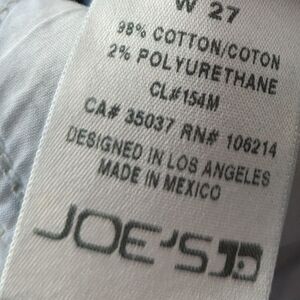 W 27
98% COTTON/COTON
2% POLYURETHANE
CL#154M
CA# 35037 RN# 106214
DESIGNED IN LOS ANGELES
MADE IN MEXICO
JOE'S